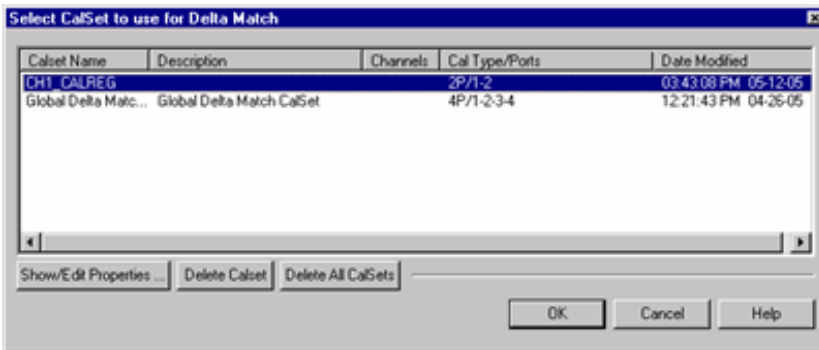 Select CalSet to use for Delta Match
Calset Name Description Channels Cal Type/Ports Date Modified
CH1_CALREG 2P/1-2 03:43:08 PM 05-12-05
Global Delta Matc... Global Delta Match CalSet 4P/1-2-3-4 12:21:43 PM 04-26-05
Show/Edit Properties ... Delete Calset Delete All CalSets
OK Cancel Help